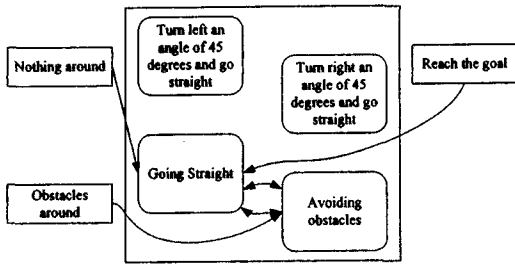 Turn left an
angle of 45
degrees and go
straight
Nothing around
Turn right an
angle of 45
degrees and go
straight
Reach the goal
Going Straight
Obstacles
around
Avoiding
obstacles